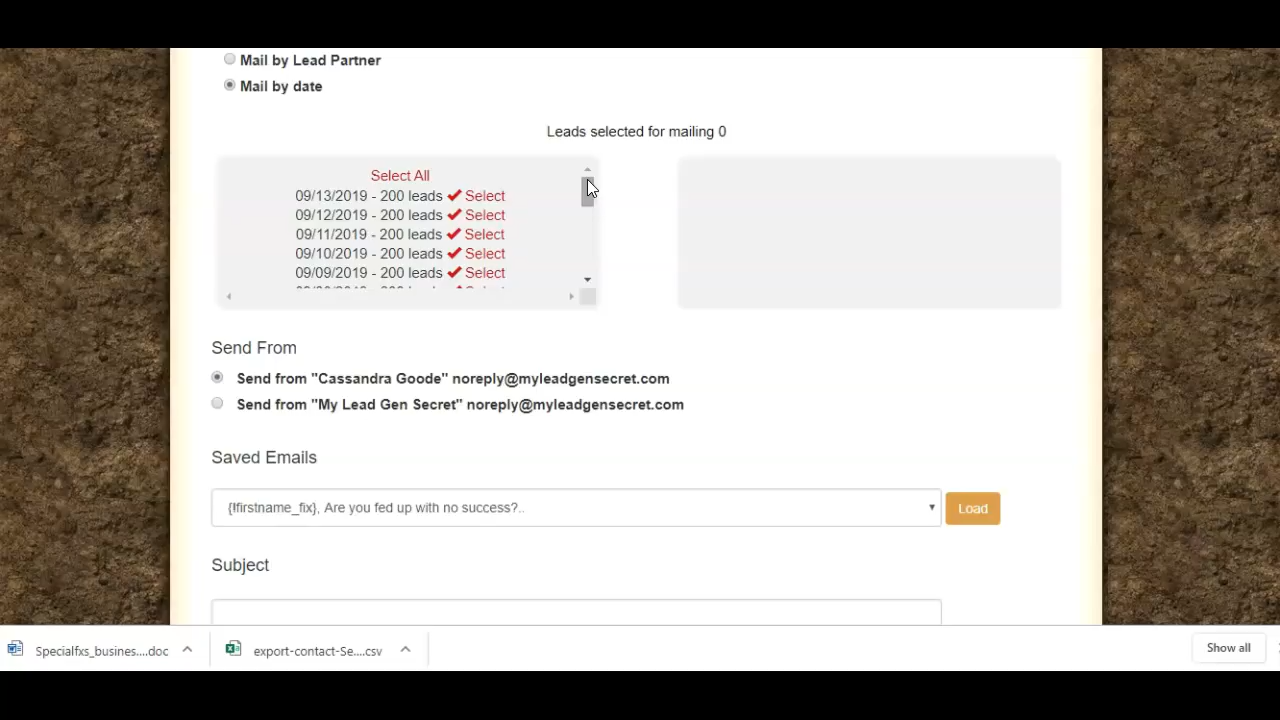 Mail by Lead Partner
Mail by date
Leads selected for mailing 0
Select All
09/13/2019 - 200 leads ✔ Select
09/12/2019 - 200 leads ✔ Select
09/11/2019 - 200 leads ✔ Select
09/10/2019 - 200 leads ✔ Select
09/09/2019 - 200 leads ✔ Select
Send From
Send from "Cassandra Goode" noreply@myleadgensecret.com
Send from "My Lead Gen Secret" noreply@myleadgensecret.com
Saved Emails
{!firstname_fix}, Are you fed up with no success?..
Load
Subject
Specialfxs_busines....doc
export-contact-Se....csv
Show all